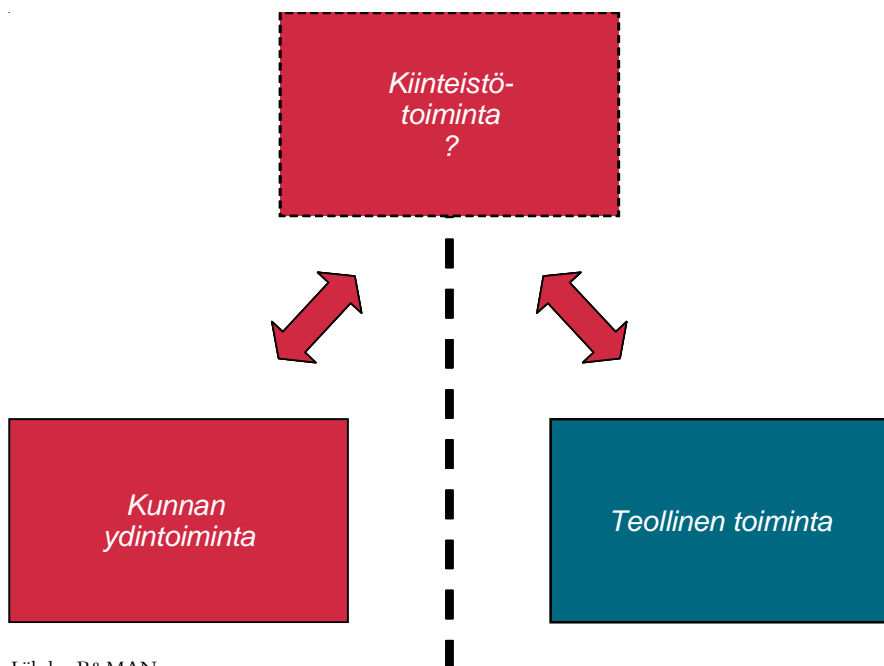 Kiinteistö-
toiminta
?
Kunnan
ydintoiminta
Teollinen toiminta